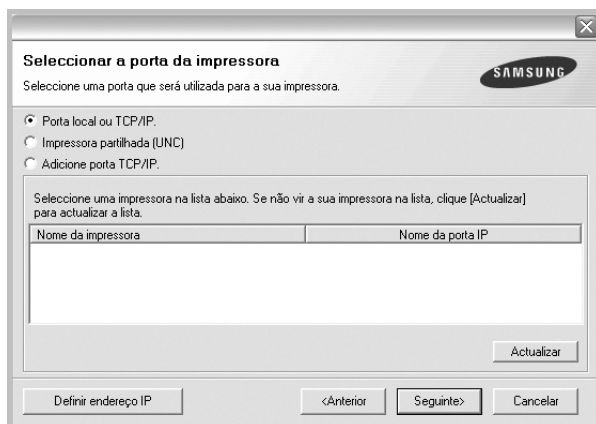 Seleccionar a porta da impressora
Seleccione uma porta que será utilizada para a sua impressora.
SAMSUNG
Porta local ou TCP/IP.
Impressora partilhada (UNC)
Adicione porta TCP/IP.
Seleccione uma impressora na lista abaixo. Se não vir a sua impressora na lista, clique [Actualizar]
para actualizar a lista.
Nome da impressora Nome da porta IP
Actualizar
Definir endereço IP <Anterior Seguinte> Cancelar